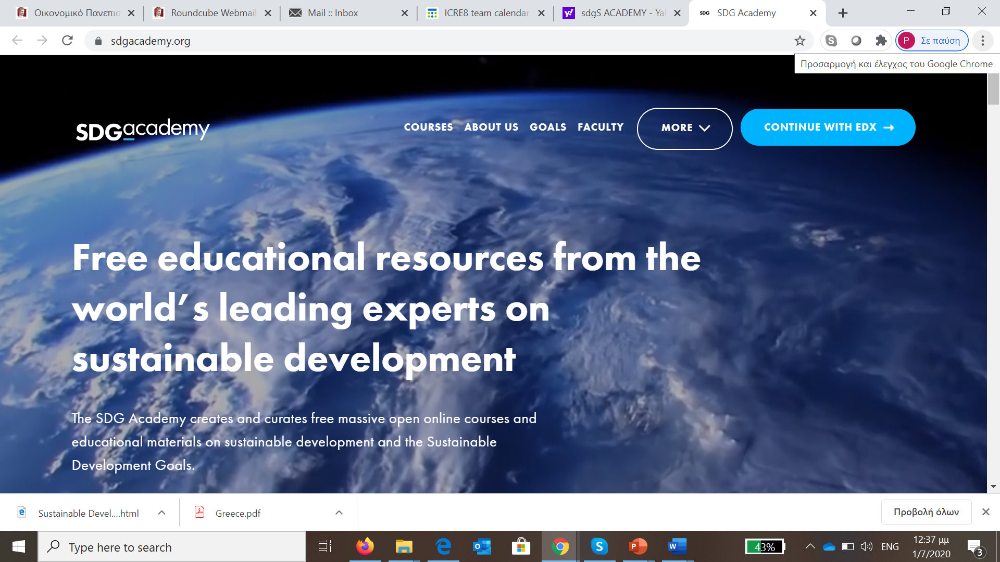 Οικονομικό Πανεπισ
Roundcube Webmail
Mail :: Inbox
ICRE8 team calendar
sdgS ACADEMY - Yal
SDG SDG Academy
sdgacademy.org
P Σε παύση
Προσαρμογή και έλεγχος του Google Chrome
SDGacademy
COURSES ABOUT US GOALS FACULTY MORE CONTINUE WITH EDX →
Free educational resources from the
world’s leading experts on
sustainable development
The SDG Academy creates and curates free massive open online courses and
educational materials on sustainable development and the Sustainable
Development Goals.
Sustainable Devel....html
Greece.pdf
Προβολή όλων
Type here to search
43%
ENG
12:37 μμ
1/7/2020
3